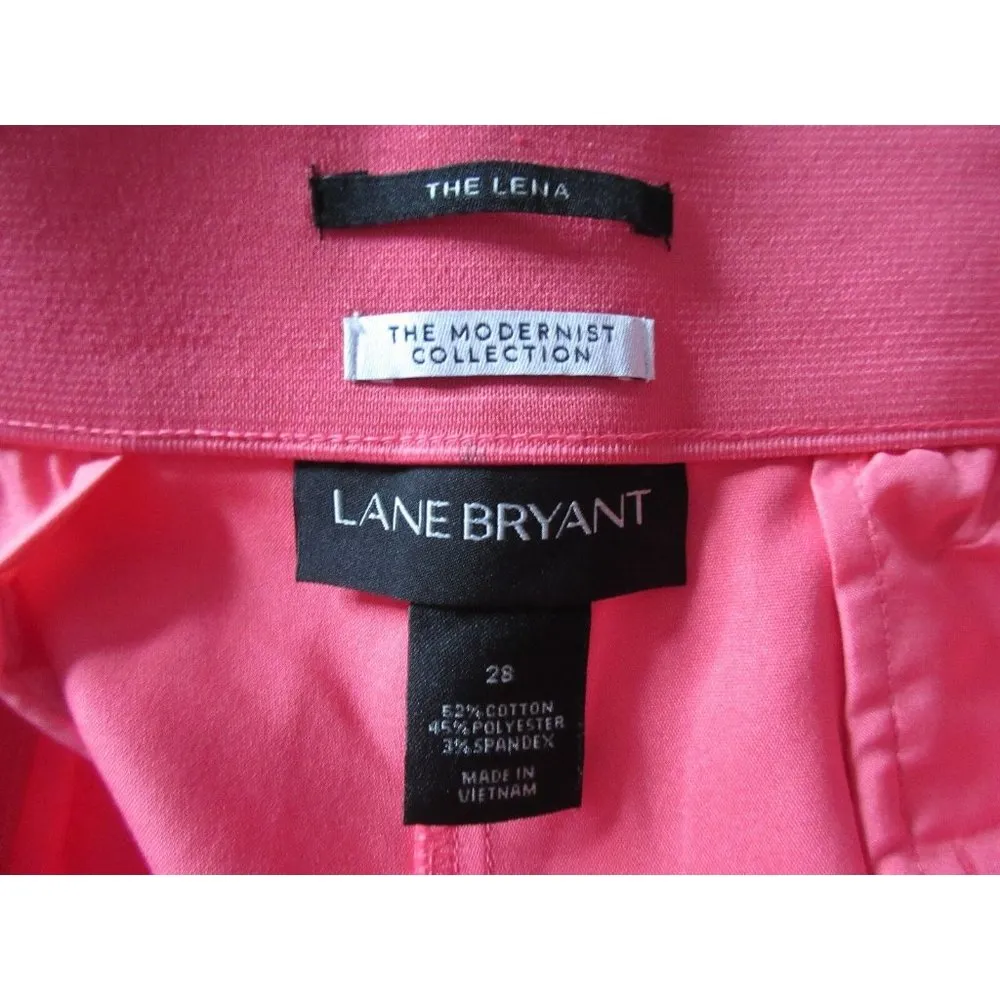 THE LENA
THE MODERNIST
COLLECTION
LANE BRYANT
28
52% COTTON
45% POLYESTER
3% SPANDEX
MADE IN
VIETNAM